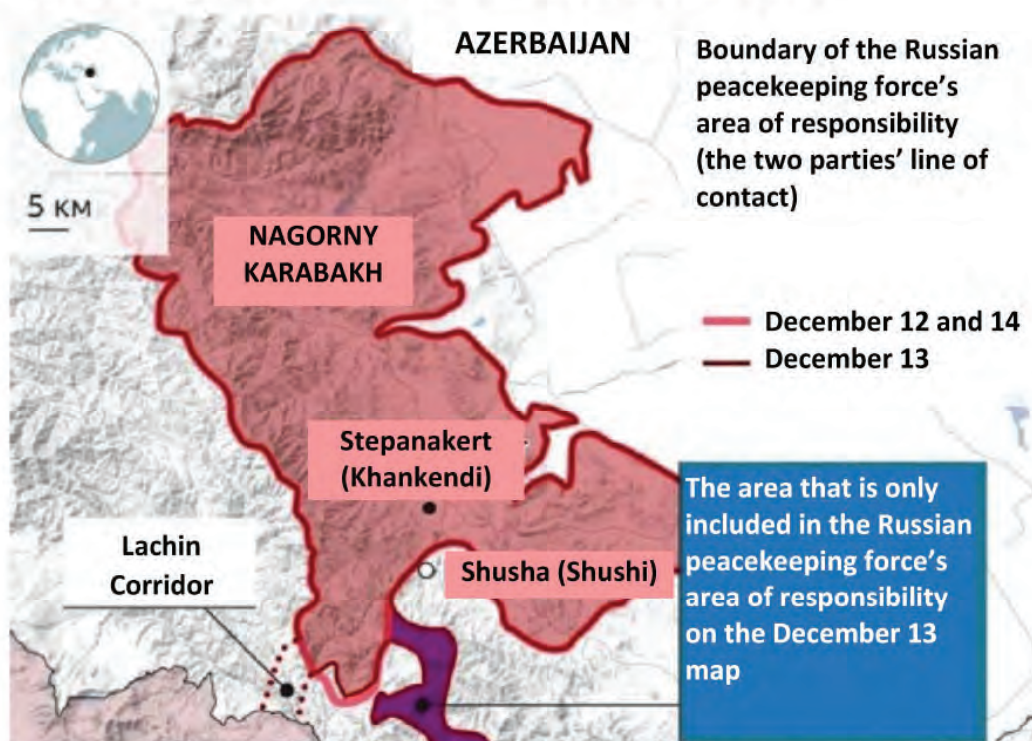 AZERBAIJAN
Boundary of the Russian
peacekeeping force’s
area of responsibility
(the two parties’ line of
contact)
5 КМ
NAGORNY
KARABAKH
December 12 and 14
December 13
Stepanakert
(Khankendi)
The area that is only
included in the Russian
peacekeeping force’s
area of responsibility
on the December 13
map
Lachin
Corridor
Shusha (Shushi)